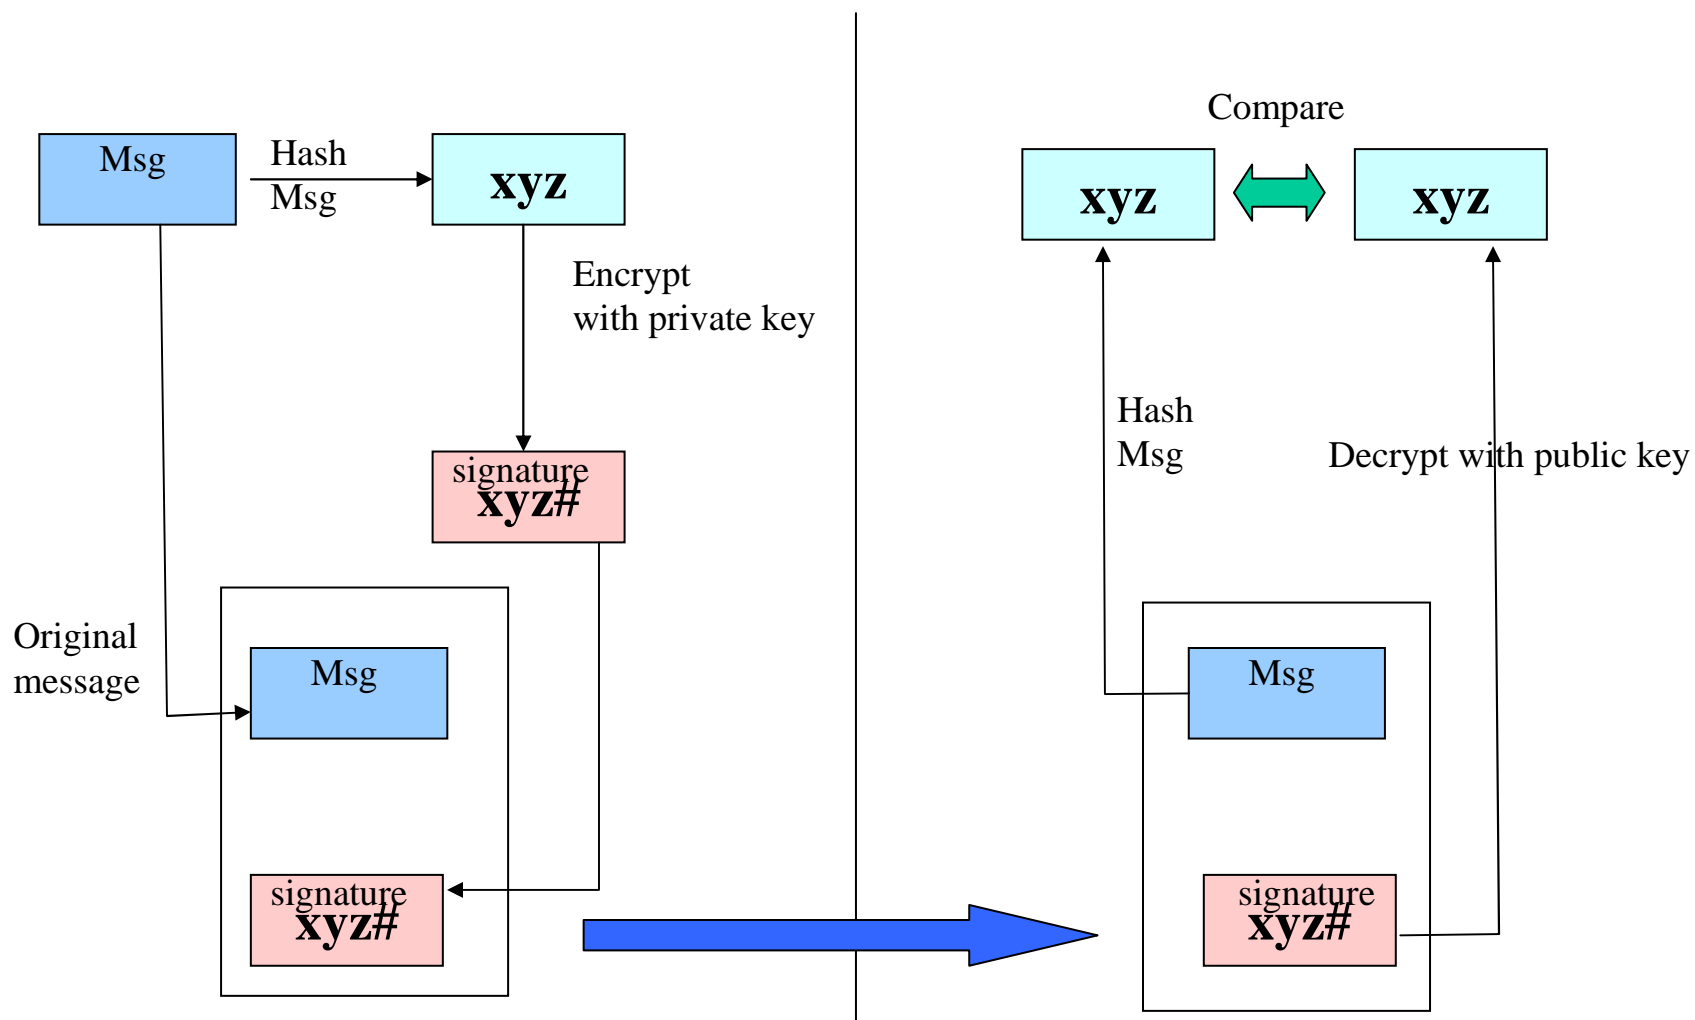 Msg
Hash
Msg
xyz
Encrypt
with private key
signature
xyz#
Original
message
Msg
signature
xyz#
Compare
xyz
xyz
Hash
Msg
Decrypt with public key
Msg
signature
xyz#